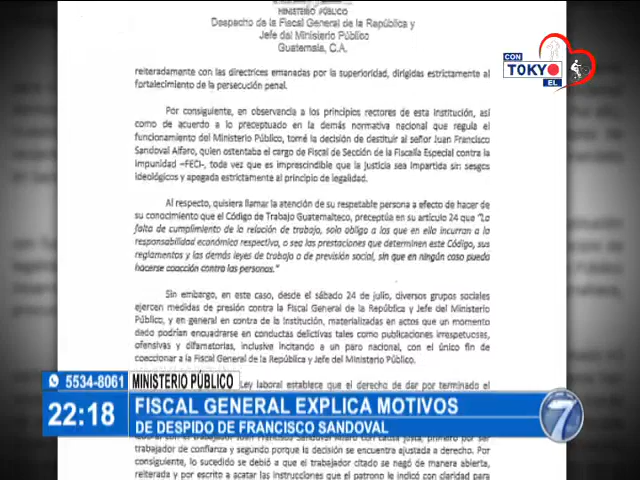 MINISTERIO PÚBLICO
Despacho de la Fiscal General de la República y
Jefe del Ministerio Público
Guatemala, C.A.
CON
TOKYO
EL
reiteradamente con las directrices emanadas por la superioridad, dirigidas estrictamente al
fortalecimiento de la persecución penal.
Por consiguiente, en observancia a los principios rectores de esta Institución, así
como de acuerdo a lo preceptuado en la demás normativa nacional que regula el
funcionamiento del Ministerio Público, tomé la decisión de destituir al señor Juan Francisco
Sandoval Alfaro, quien ostentaba el cargo de Fiscal de Sección de la Fiscalía Especial contra la
Impunidad –FECI-, toda vez que es imprescindible que la Justicia sea impartida sin sesgos
ideológicos y apegada estrictamente al principio de legalidad.
Al respecto, quisiera llamar la atención de su respetable persona a efecto de hacer de
su conocimiento que el Código de Trabajo Guatemalteco, preceptúa en su artículo 24 que "La
falta de cumplimiento de la relación de trabajo, solo obliga a los que en ello incurran a la
responsabilidad económica respectiva, o sea las prestaciones que determinen este Código, sus
reglamentos y las demás leyes de trabajo o de previsión social, sin que en ningún caso pueda
hacerse coacción contra las personas."
Sin embargo, en este caso, desde el sábado 24 de julio, diversos grupos sociales
ejercen medidas de presión contra la Fiscal General de la República y Jefe del Ministerio
Público, y en general en contra de la Institución, materializadas en actos que un momento
dado podrían encuadrarse en conductas delictivas tales como publicaciones irrespetuosas,
ofensivas y difamatorias, inclusive incitando a un paro nacional, con el único fin de
coaccionar a la Fiscal General de la República y Jefe del Ministerio Público.
Ley laboral establece que el derecho de dar por terminado el
5534-8061
MINISTERIO PÚBLICO
22:18
FISCAL GENERAL EXPLICA MOTIVOS
DE DESPIDO DE FRANCISCO SANDOVAL
7
trabajador de confianza y segundo porque la decisión se encuentra ajustada a derecho. Por
consiguiente, lo sucedido se debió a que el trabajador citado se negó de manera abierta,
reiterada y por escrito a acatar las instrucciones que el patrono le indicó con claridad para